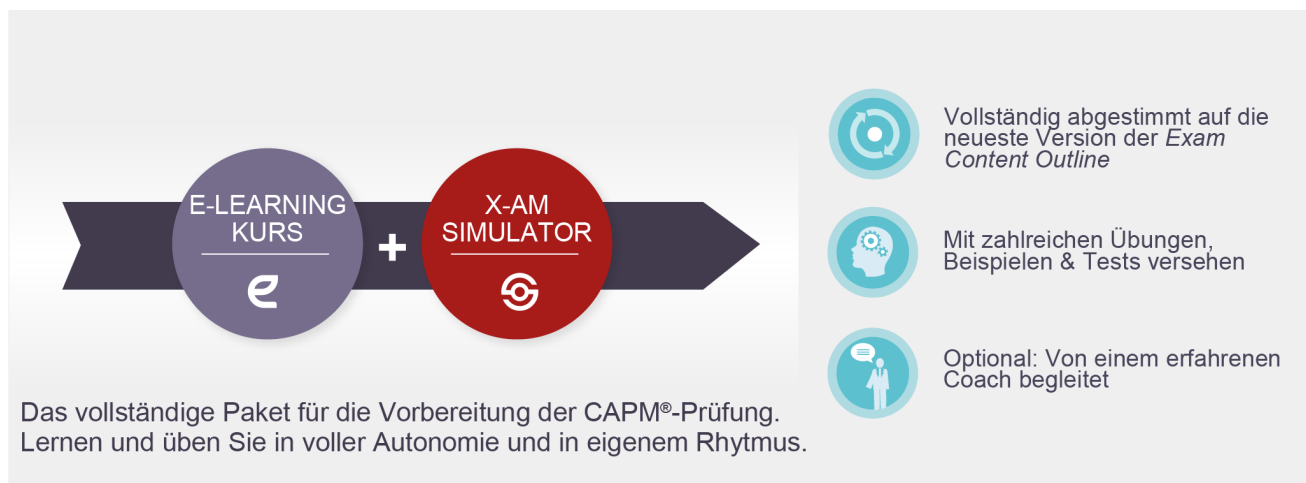 E-LEARNING
KURS
+
X-AM
SIMULATOR
Das vollständige Paket für die Vorbereitung der CAPM®-Prüfung.
Lernen und üben Sie in voller Autonomie und in eigenem Rhytmus.
Vollständig abgestimmt auf die
neueste Version der Exam
Content Outline
Mit zahlreichen Übungen,
Beispielen & Tests versehen
Optional: Von einem erfahrenen
Coach begleitet